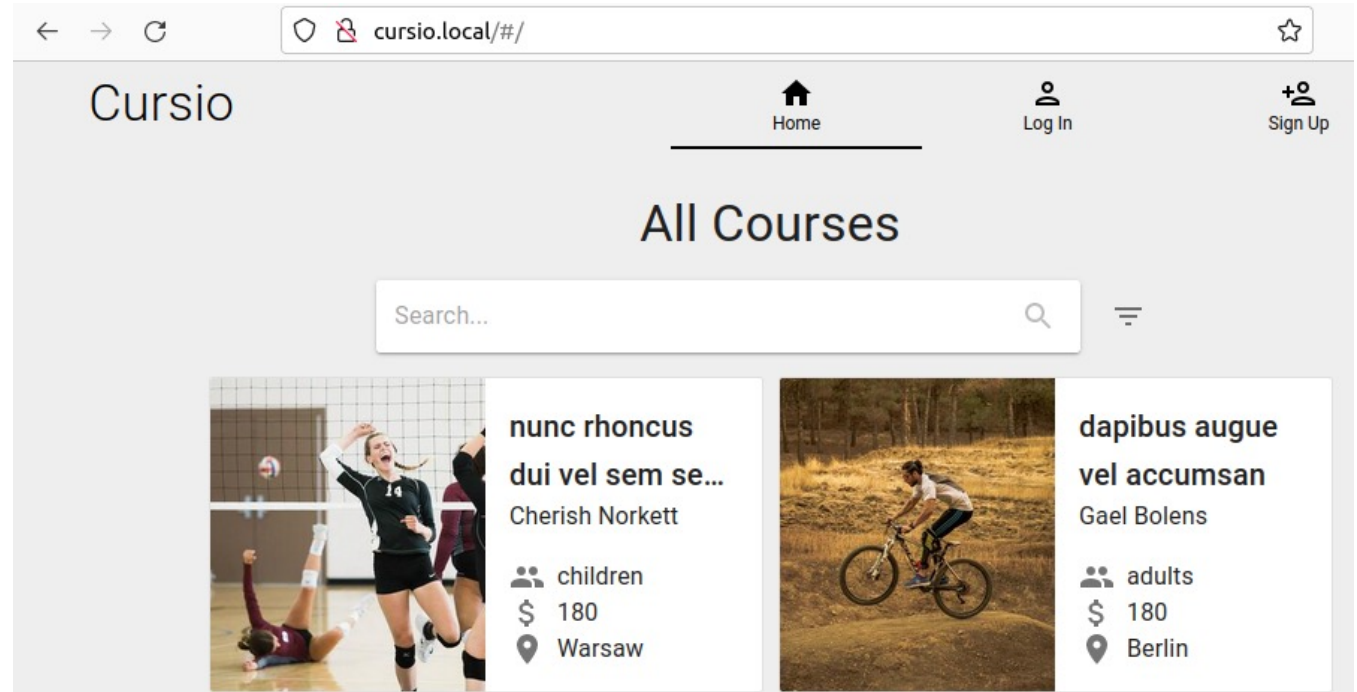 cursio.local/#/
Cursio
Home
Log In
Sign Up
All Courses
Search...
nunc rhoncus
dui vel sem se...
Cherish Norkett
children
$ 180
Warsaw
dapibus augue
vel accumsan
Gael Bolens
adults
$ 180
Berlin
14